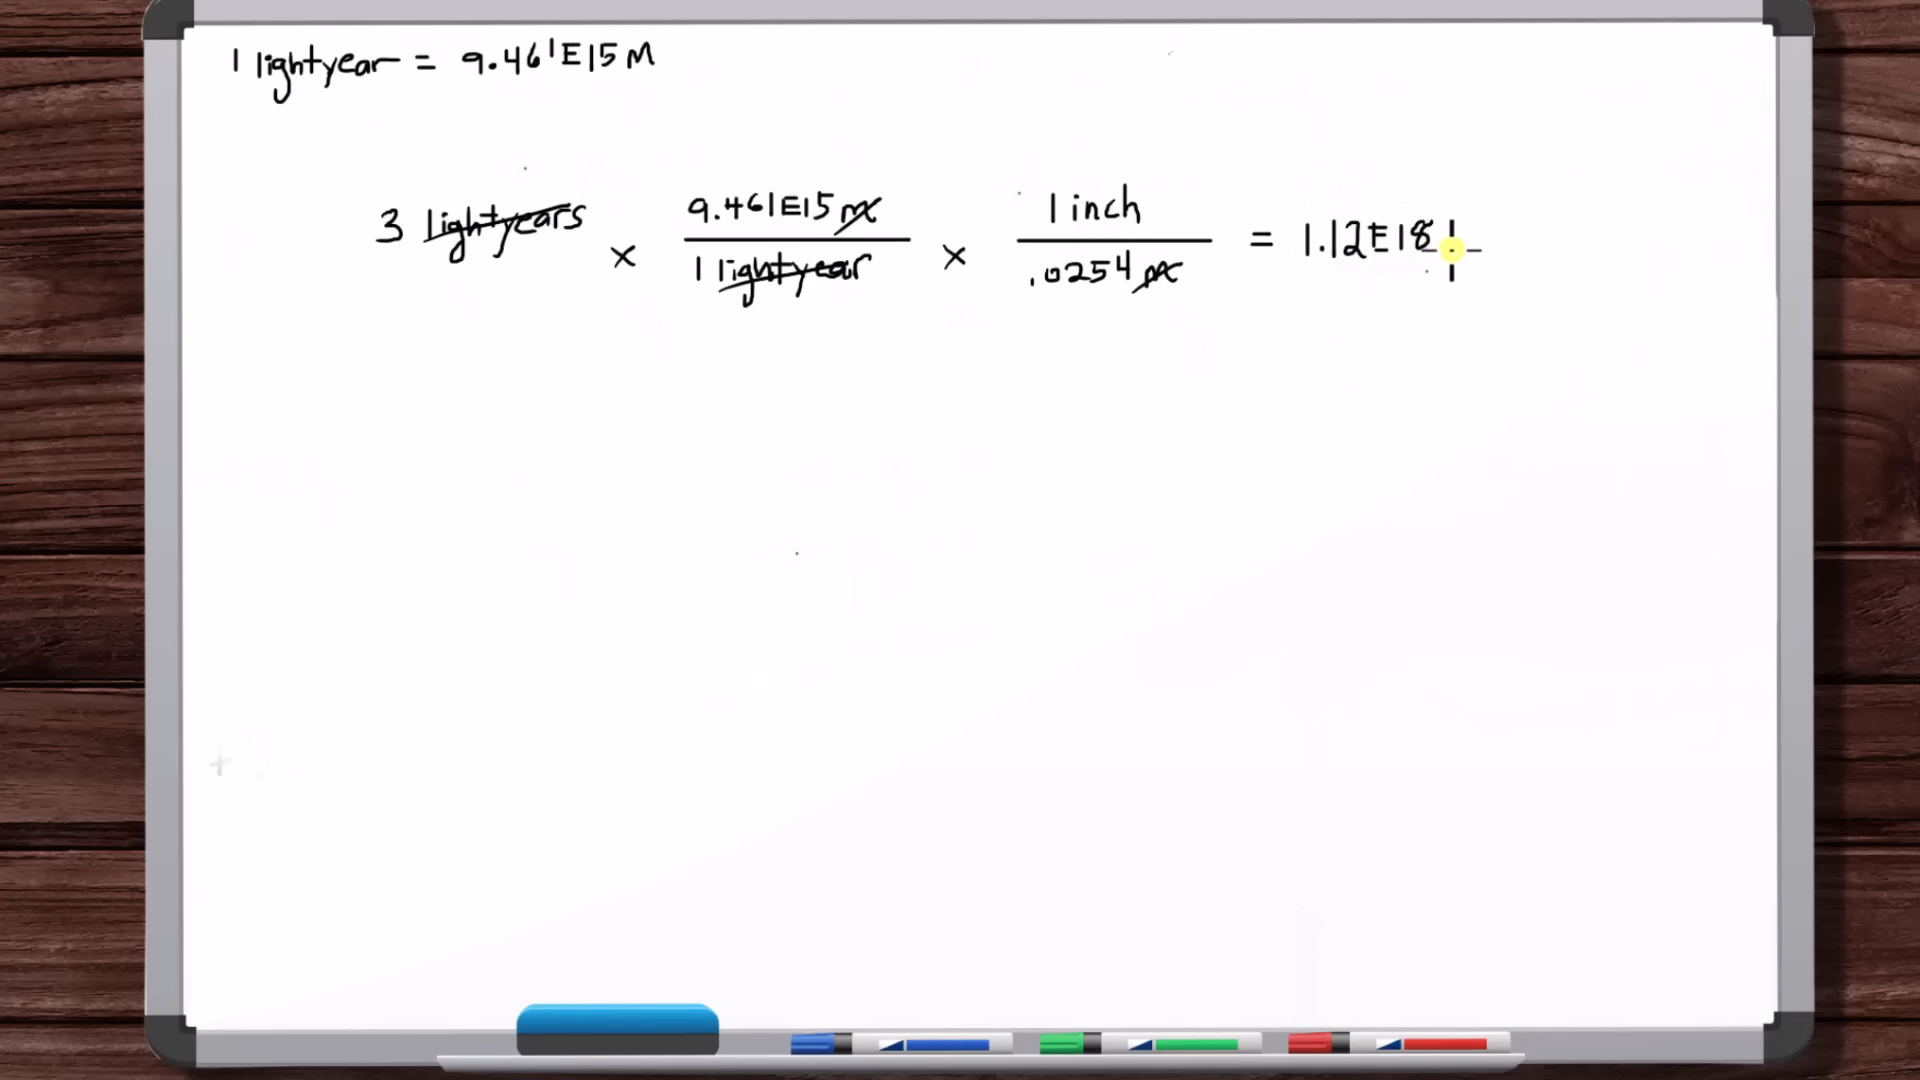 1 lightyear = 9.461E15 M
3 lightyears × 9.461E15 m / 1 lightyear × 1 inch / .0254 m = 1.12E18